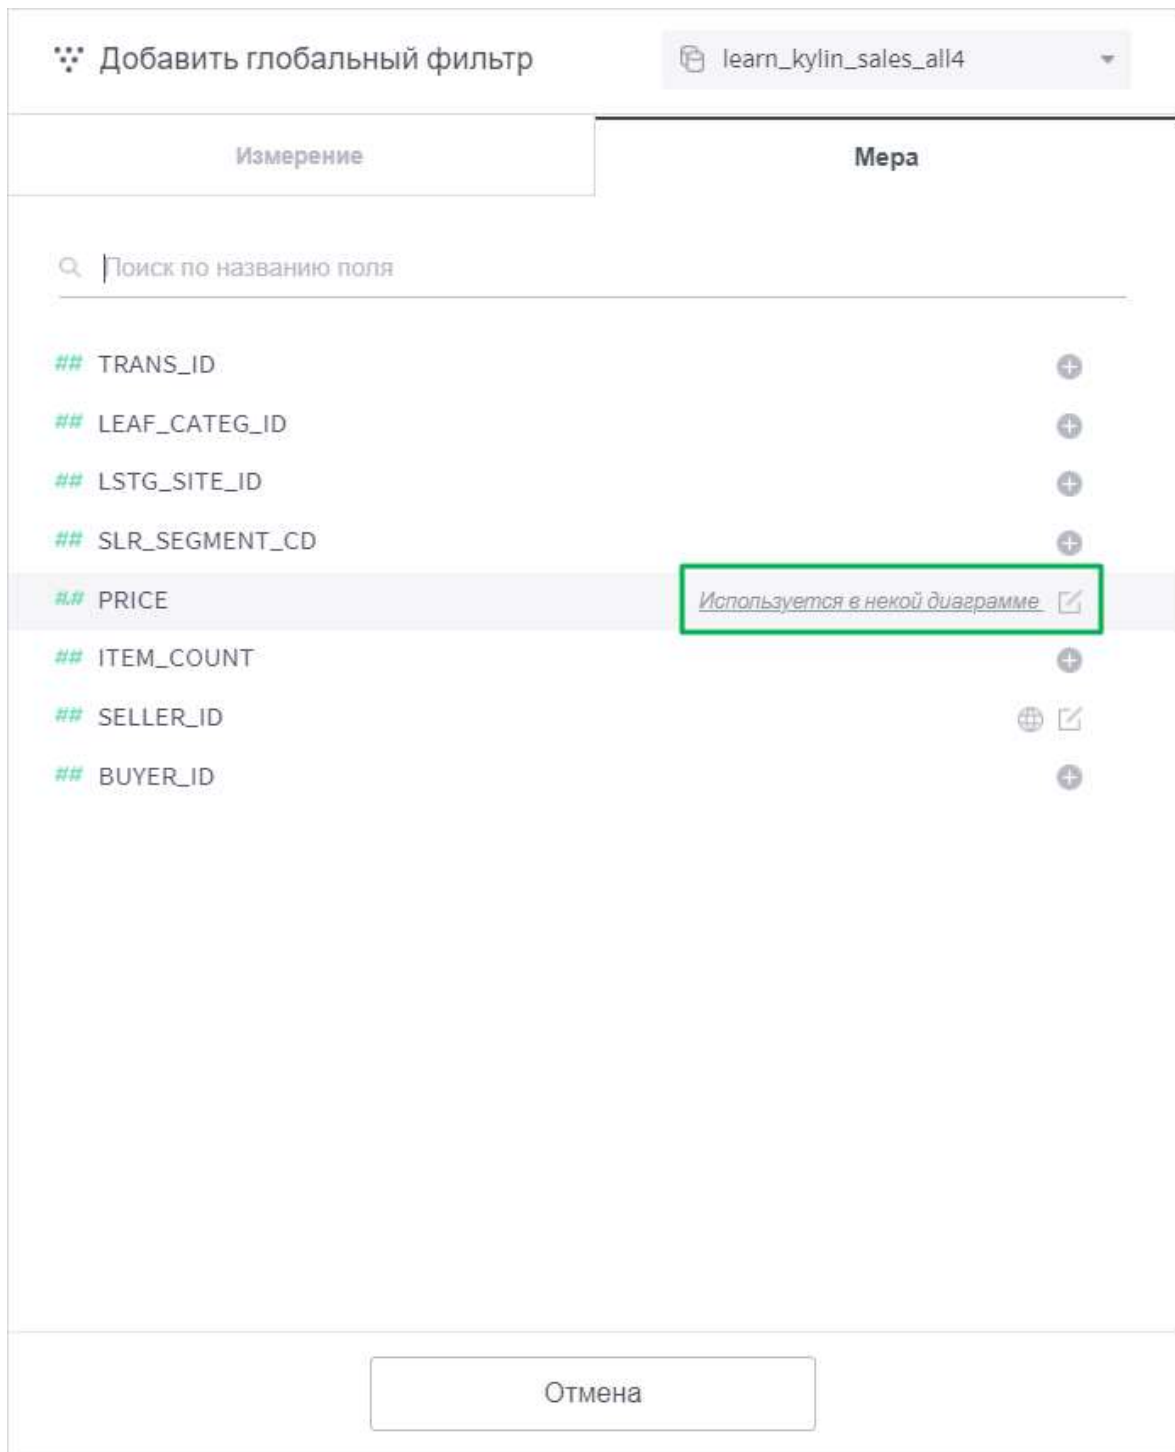 Добавить глобальный фильтр learn_kylin_sales_all4
Измерение Мера
Поиск по названию поля
## TRANS_ID
## LEAF_CATEG_ID
## LSTG_SITE_ID
## SLR_SEGMENT_CD
#.# PRICE Используется в некой диаграмме
## ITEM_COUNT
## SELLER_ID
## BUYER_ID
Отмена